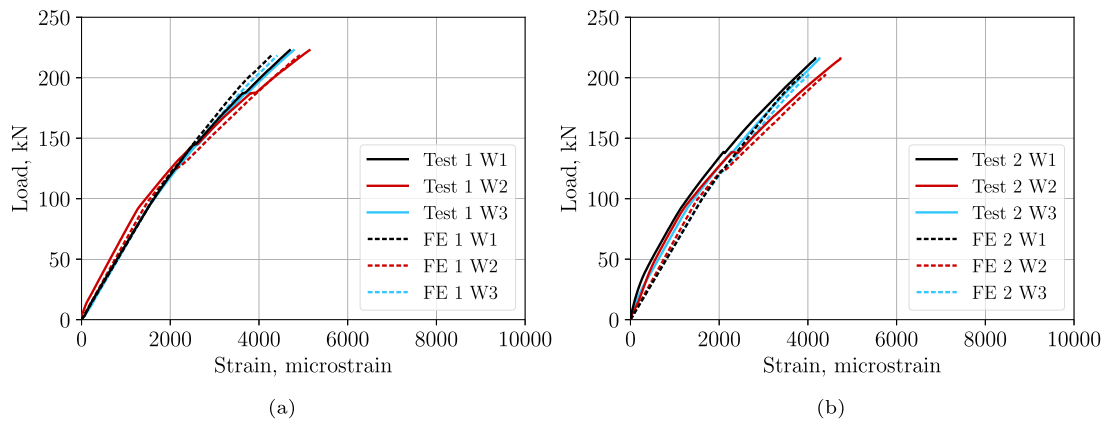 250
200
150
100
50
0
Load, kN
0
2000
4000
6000
8000
10000
Strain, microstrain
Test 1 W1
Test 1 W2
Test 1 W3
FE 1 W1
FE 1 W2
FE 1 W3
(a)
250
200
150
100
50
0
Load, kN
0
2000
4000
6000
8000
10000
Strain, microstrain
Test 2 W1
Test 2 W2
Test 2 W3
FE 2 W1
FE 2 W2
FE 2 W3
(b)